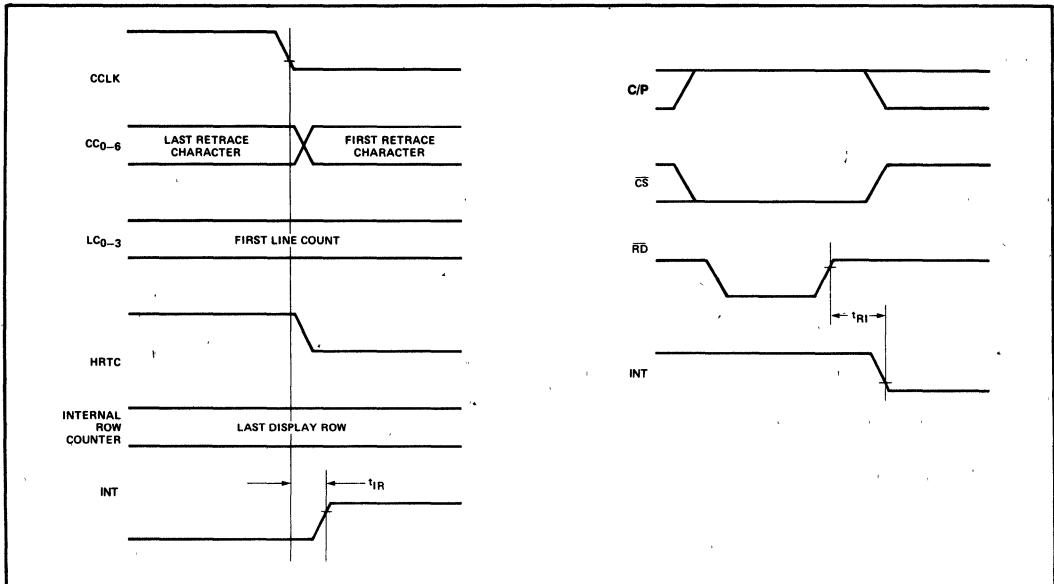 CCLK
CC0–6
LAST RETRACE
CHARACTER
FIRST RETRACE
CHARACTER
LC0–3
FIRST LINE COUNT
HRTC
INTERNAL
ROW
COUNTER
LAST DISPLAY ROW
INT
tIR
C/P
CS
RD
tRI
INT